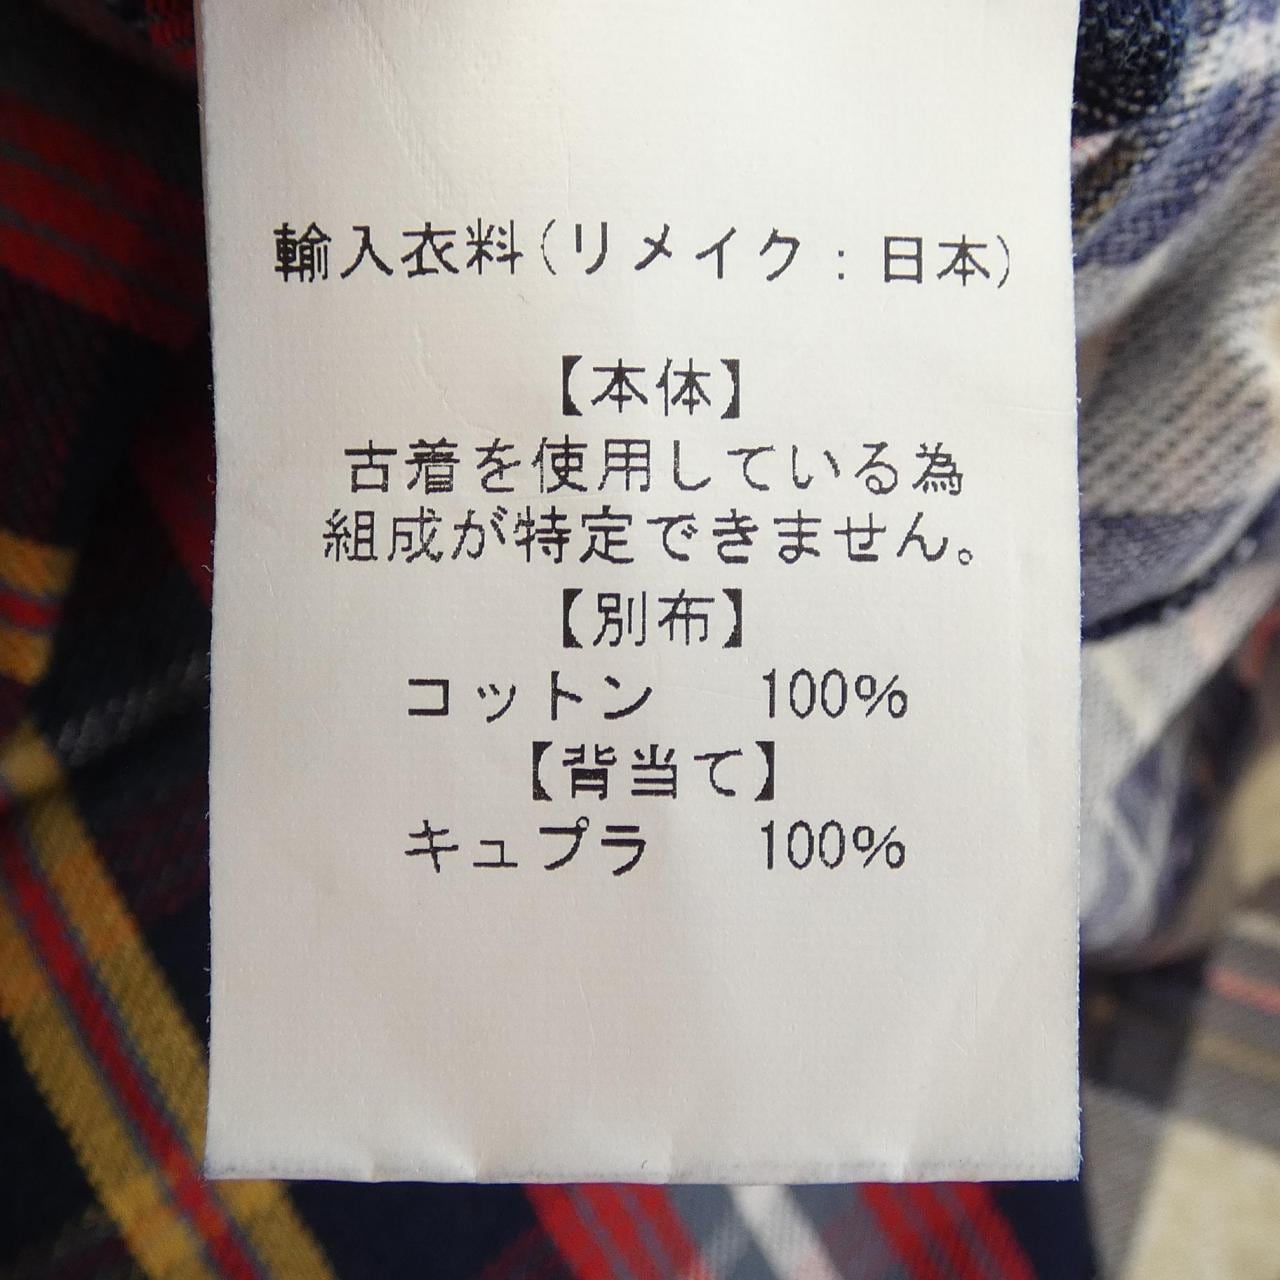 輸入衣料(リメイク:日本)
【本体】
古着を使用している為
組成が特定できません。
【別布】
コットン 100%
【背当て】
キュプラ 100%